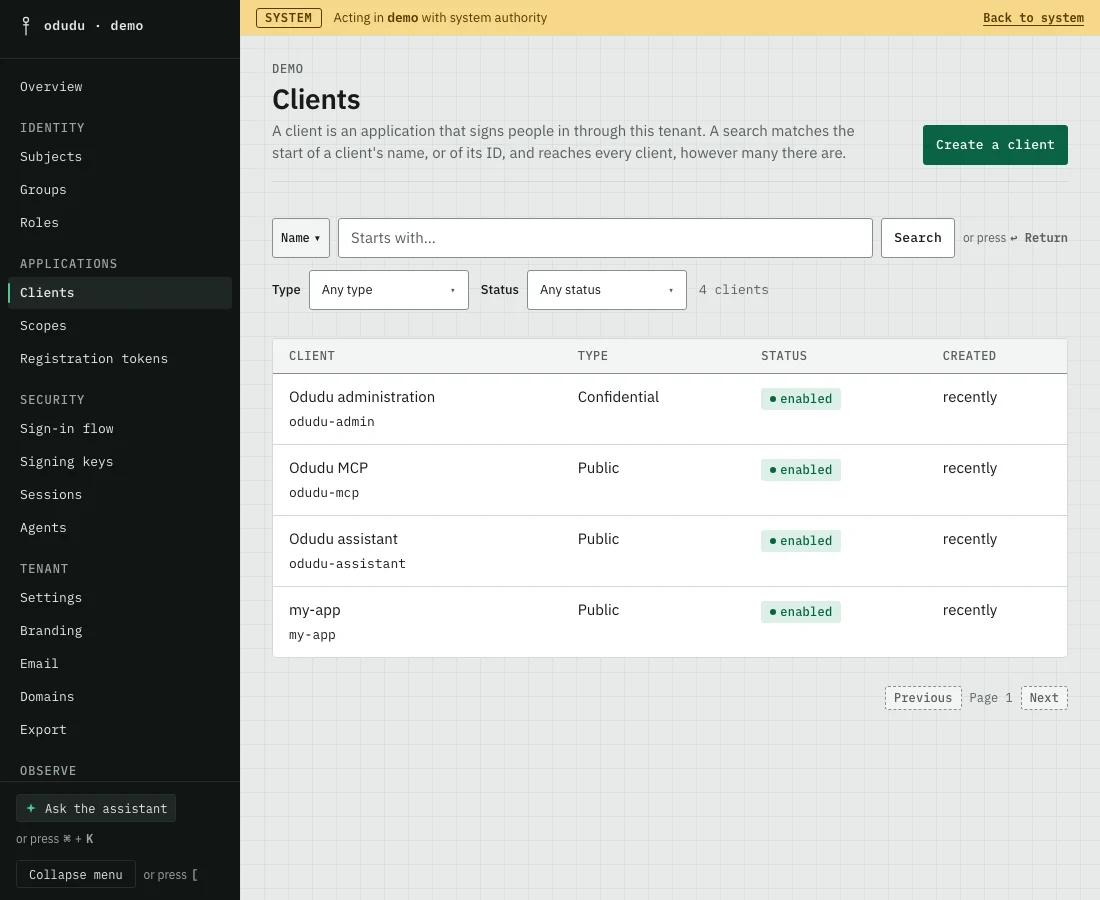 odudu · demo
SYSTEM Acting in demo with system authority Back to system
Overview
IDENTITY
Subjects
Groups
Roles
APPLICATIONS
Clients
Scopes
Registration tokens
SECURITY
Sign-in flow
Signing keys
Sessions
Agents
TENANT
Settings
Branding
Email
Domains
Export
OBSERVE
Ask the assistant
or press ⌘ + K
Collapse menu or press [
DEMO
Clients
A client is an application that signs people in through this tenant. A search matches the
start of a client's name, or of its ID, and reaches every client, however many there are.
Create a client
Name ▾ Starts with... Search or press ↩ Return
Type Any type Status Any status 4 clients
CLIENT TYPE STATUS CREATED
Odudu administration Confidential enabled recently
odudu-admin
Odudu MCP Public enabled recently
odudu-mcp
Odudu assistant Public enabled recently
odudu-assistant
my-app Public enabled recently
my-app
Previous Page 1 Next